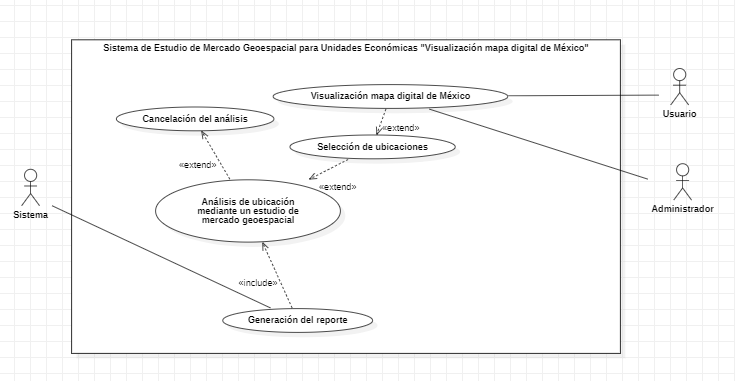 Sistema de Estudio de Mercado Geoespacial para Unidades Económicas "Visualización mapa digital de México"
Visualización mapa digital de México
Usuario
Cancelación del análisis
«extend»
Selección de ubicaciones
«extend»
«extend»
Sistema
Análisis de ubicación
mediante un estudio de
mercado geoespacial
Administrador
«include»
Generación del reporte